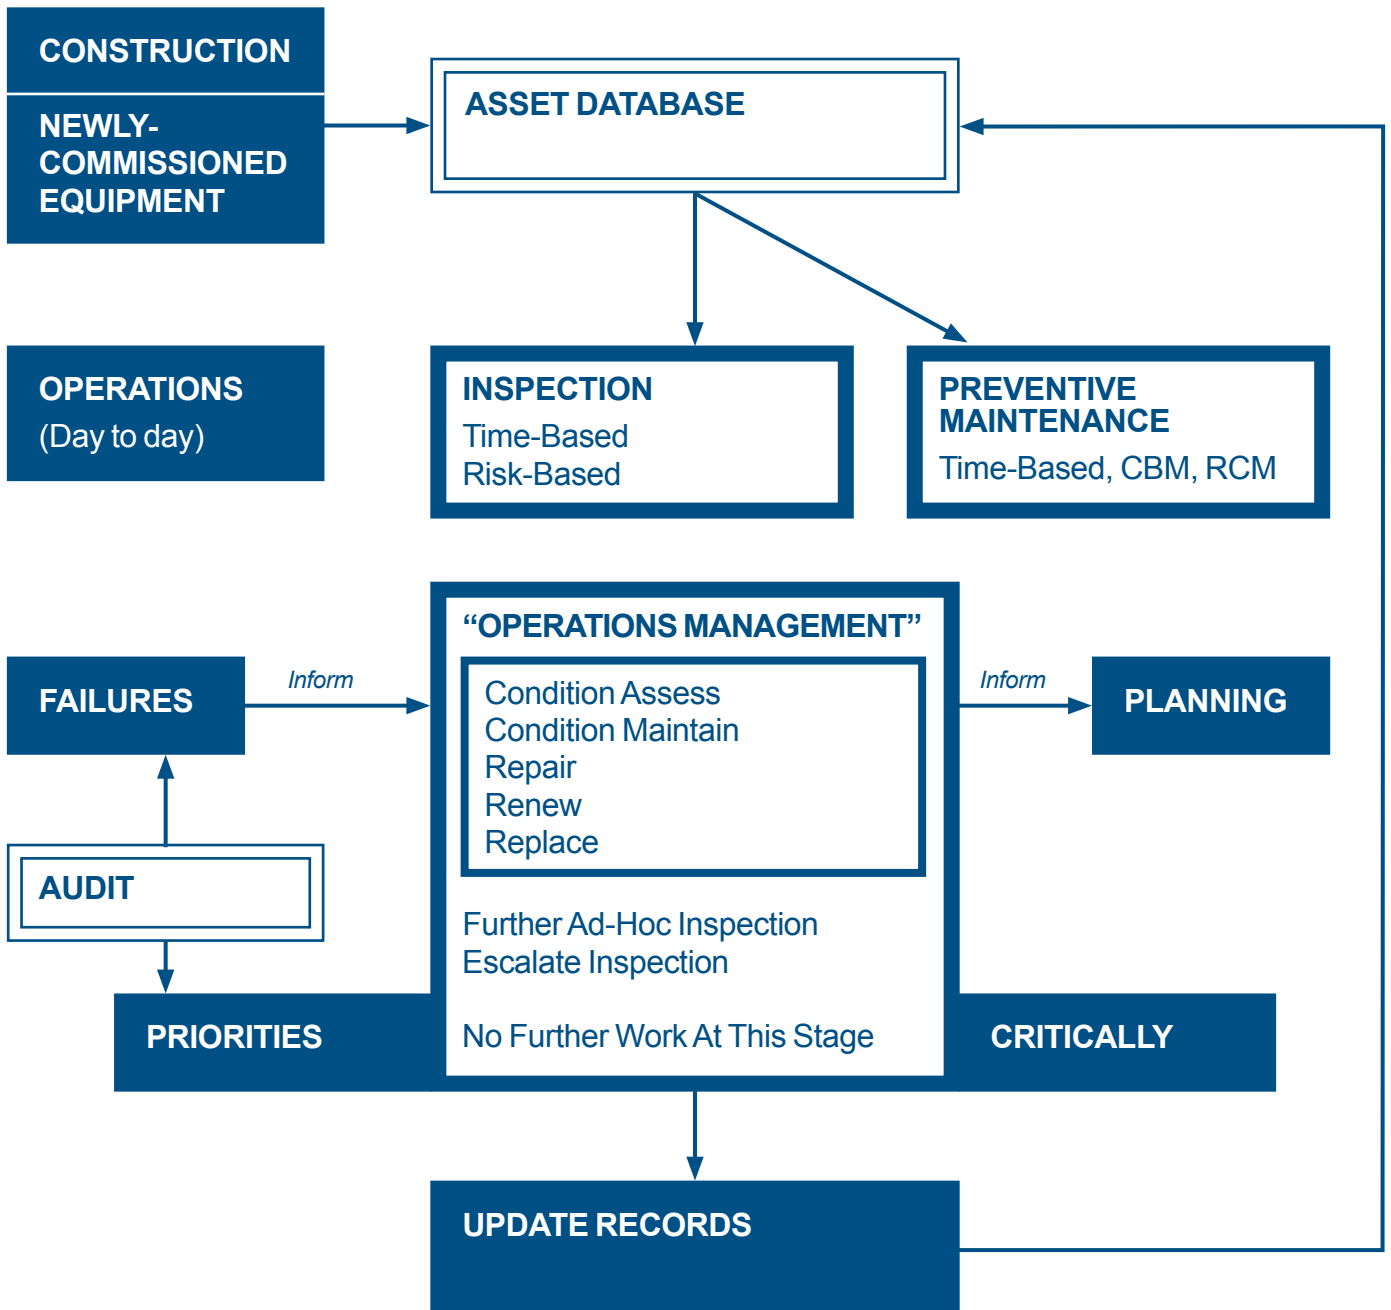 CONSTRUCTION
NEWLY-
COMMISSIONED
EQUIPMENT
ASSET DATABASE
OPERATIONS
(Day to day)
INSPECTION
Time-Based
Risk-Based
PREVENTIVE
MAINTENANCE
Time-Based, CBM, RCM
“OPERATIONS MANAGEMENT”
Condition Assess
Condition Maintain
Repair
Renew
Replace
Further Ad-Hoc Inspection
Escalate Inspection
No Further Work At This Stage
FAILURES
Inform
Inform
PLANNING
AUDIT
PRIORITIES
CRITICALLY
UPDATE RECORDS